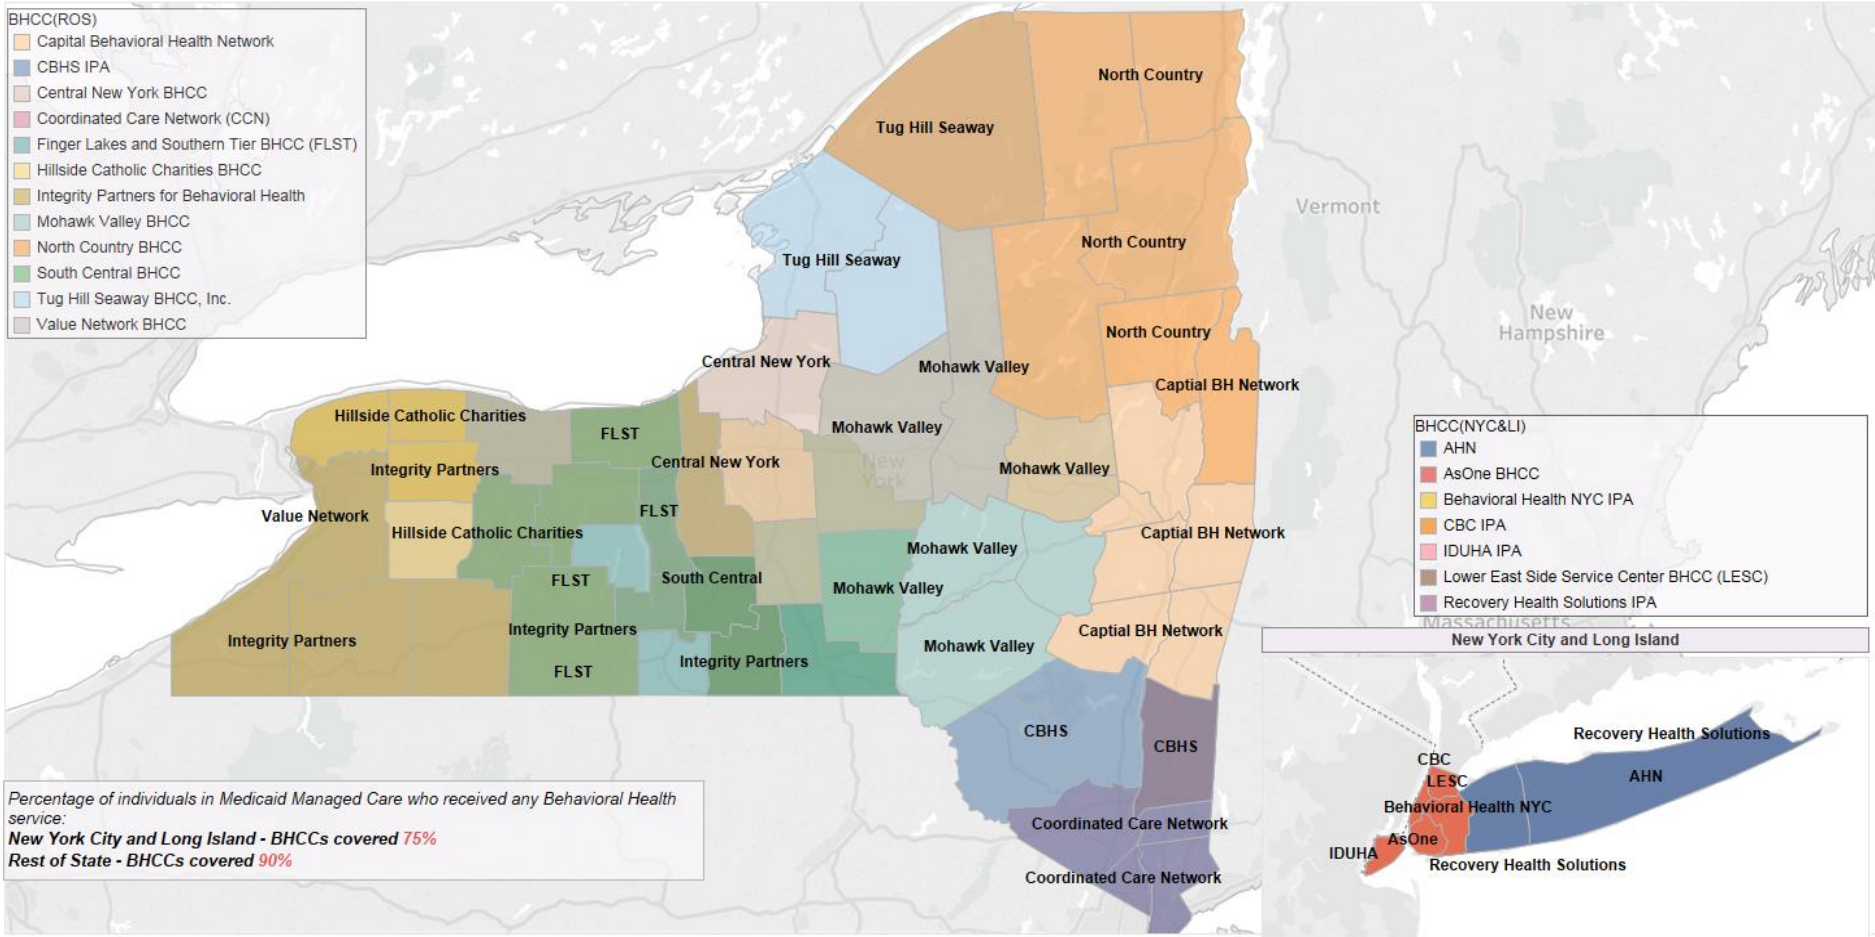 BHCC(ROS)
Capital Behavioral Health Network
CBHS IPA
Central New York BHCC
Coordinated Care Network (CCN)
Finger Lakes and Southern Tier BHCC (FLST)
Hillside Catholic Charities BHCC
Integrity Partners for Behavioral Health
Mohawk Valley BHCC
North Country BHCC
South Central BHCC
Tug Hill Seaway BHCC, Inc.
Value Network BHCC
North Country
Tug Hill Seaway
Vermont
North Country
Tug Hill Seaway
New
Hampshire
North Country
Central New York
Mohawk Valley
Captial BH Network
Hillside Catholic Charities
FLST
Mohawk Valley
Central New York
New
York
Mohawk Valley
Integrity Partners
Value Network
FLST
Hillside Catholic Charities
Captial BH Network
Mohawk Valley
FLST
South Central
Mohawk Valley
Integrity Partners
Captial BH Network
Integrity Partners
Mohawk Valley
FLST
Integrity Partners
CBHS
CBHS
Coordinated Care Network
Coordinated Care Network
BHCC(NYC&LI)
AHN
AsOne BHCC
Behavioral Health NYC IPA
CBC IPA
IDUHA IPA
Lower East Side Service Center BHCC (LESC)
Recovery Health Solutions IPA
Massachusetts
New York City and Long Island
Recovery Health Solutions
CBC
AHN
LESC
Behavioral Health NYC
AsOne
IDUHA
Recovery Health Solutions
Percentage of individuals in Medicaid Managed Care who received any Behavioral Health
service:
New York City and Long Island - BHCCs covered 75%
Rest of State - BHCCs covered 90%